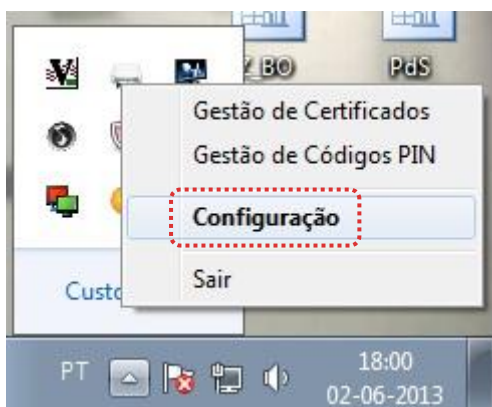 Z_BO
PdS
Gestão de Certificados
Gestão de Códigos PIN
Configuração
Sair
Custo
PT
18:00
02-06-2013